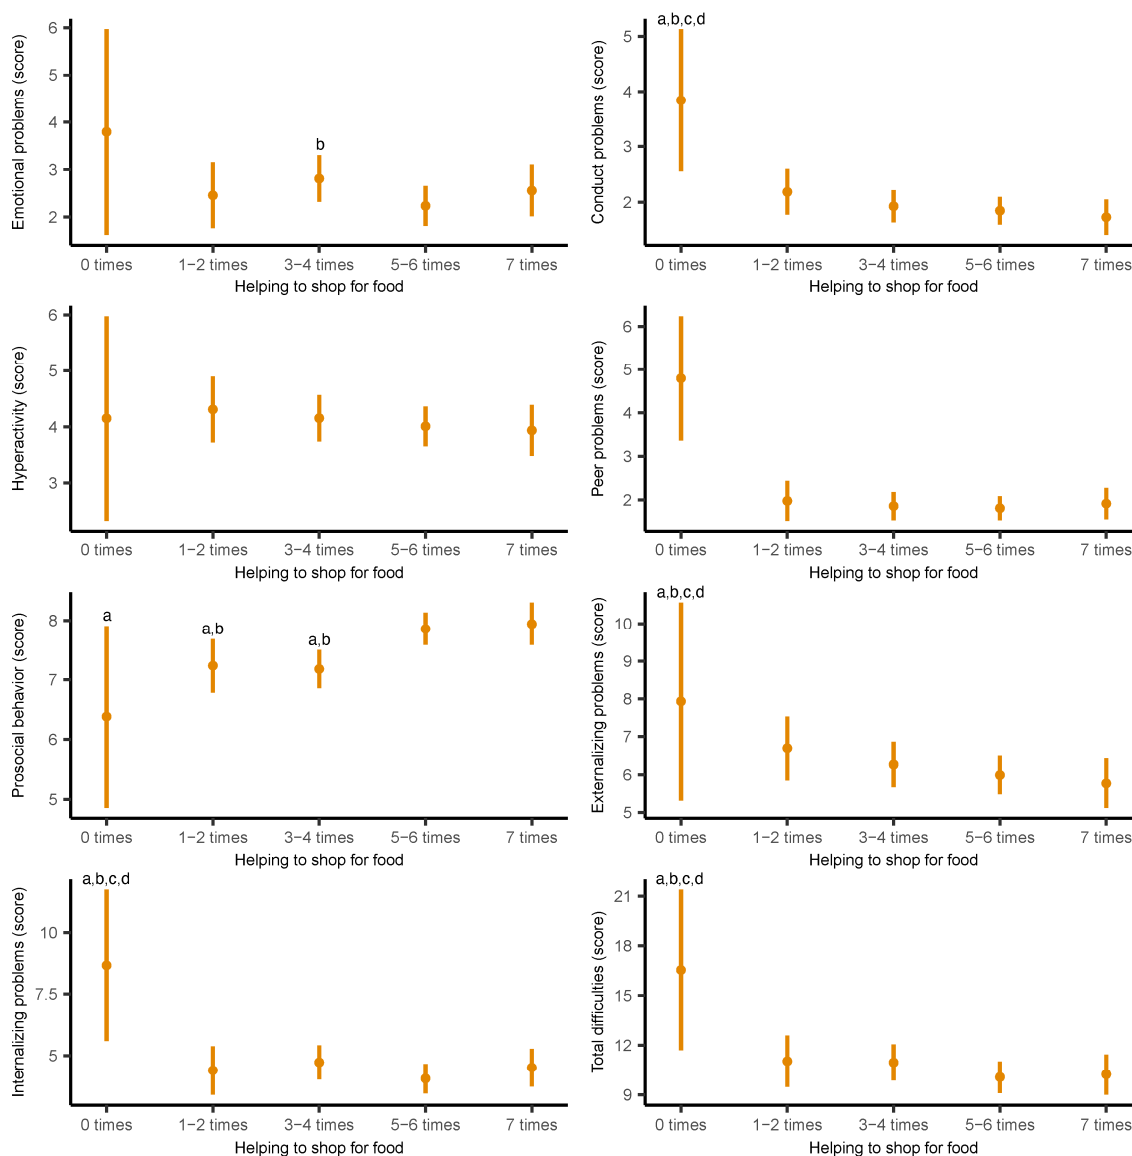 Emotional problems (score)
6
5
4
3
2
b
0 times
1−2 times
3−4 times
5−6 times
7 times
Helping to shop for food
Conduct problems (score)
a,b,c,d
5
4
3
2
0 times
1−2 times
3−4 times
5−6 times
7 times
Helping to shop for food
Hyperactivity (score)
6
5
4
3
0 times
1−2 times
3−4 times
5−6 times
7 times
Helping to shop for food
Peer problems (score)
6
5
4
3
2
0 times
1−2 times
3−4 times
5−6 times
7 times
Helping to shop for food
Prosocial behavior (score)
8
7
6
5
a
a,b
a,b
0 times
1−2 times
3−4 times
5−6 times
7 times
Helping to shop for food
Externalizing problems (score)
a,b,c,d
10
9
8
7
6
5
0 times
1−2 times
3−4 times
5−6 times
7 times
Helping to shop for food
Internalizing problems (score)
a,b,c,d
10
7.5
5
0 times
1−2 times
3−4 times
5−6 times
7 times
Helping to shop for food
Total difficulties (score)
a,b,c,d
21
18
15
12
9
0 times
1−2 times
3−4 times
5−6 times
7 times
Helping to shop for food